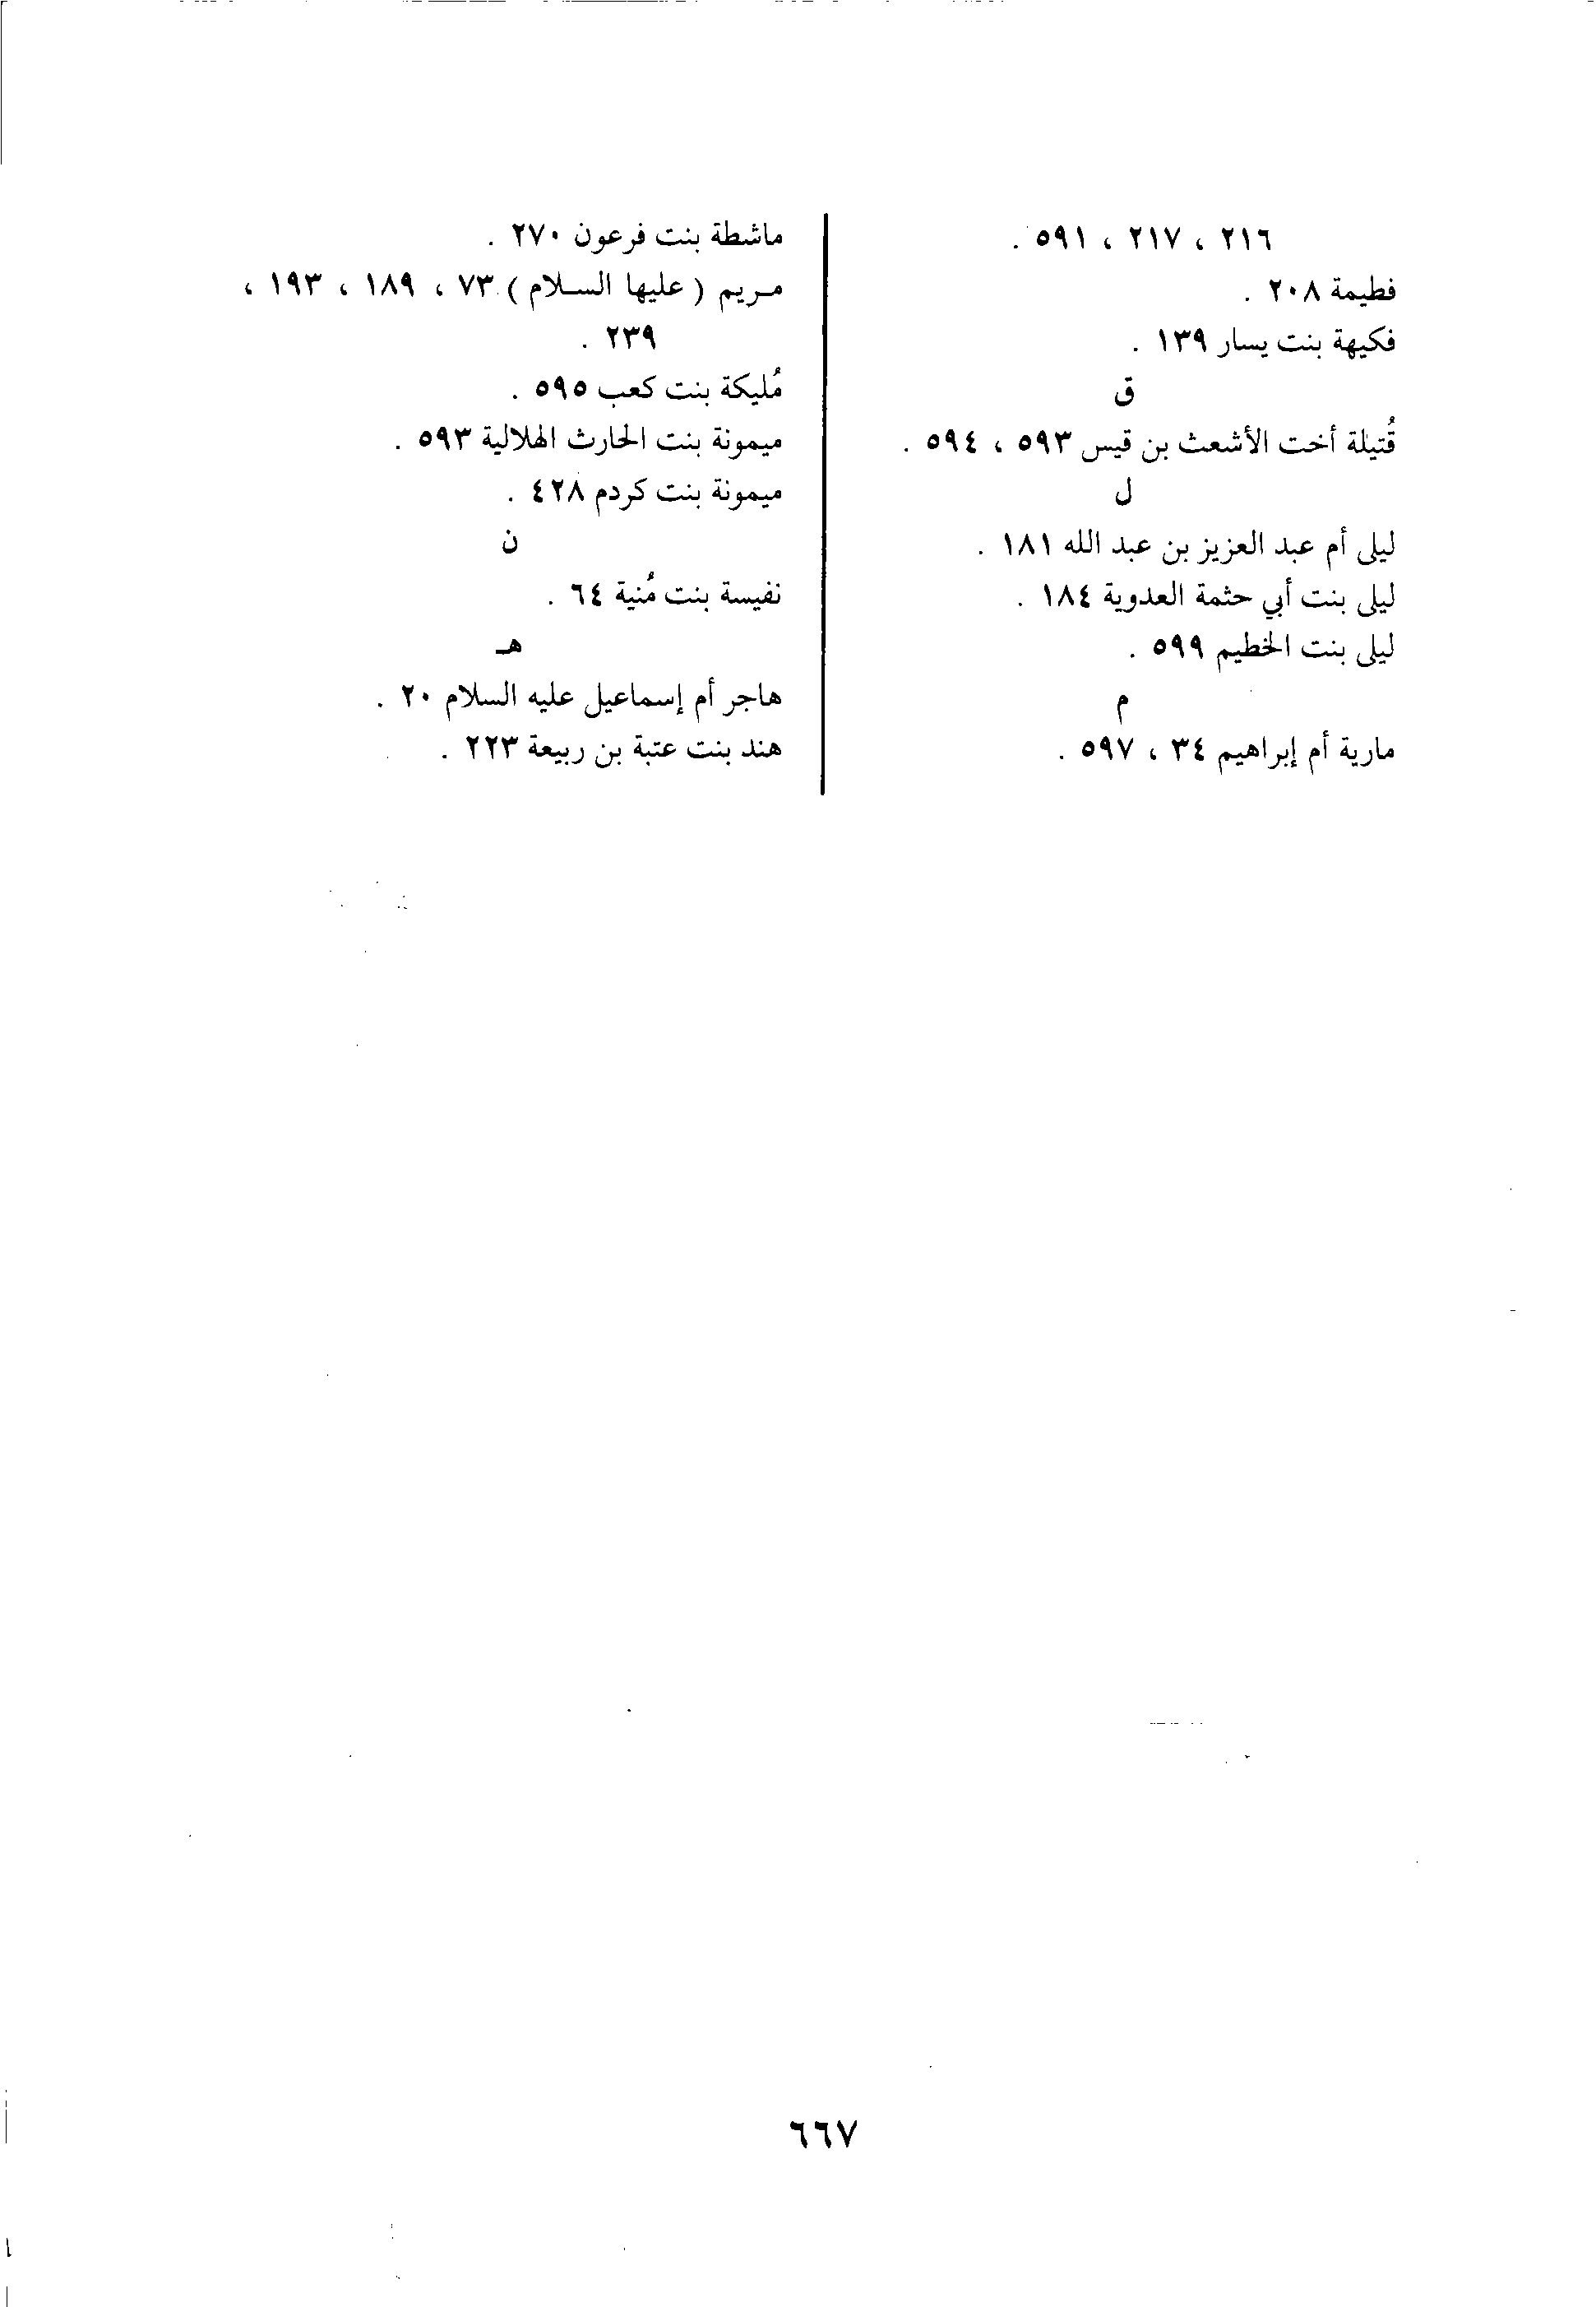 ٢١٦ ، ٢١٧ ، ٥٩١ .
فطيمة ٢٠٨ .
فكيهة بنت يسار ١٣٩ .
ق
قُتيلة أخت الأشعث بن قيس ٥٩٣ ، ٥٩٤ .
ل
ليلى أم عبد العزيز بن عبد الله ١٨١ .
ليلى بنت أبي حثمة العدوية ١٨٤ .
ليلى بنت الخطيم ٥٩٩ .
م
مارية أم إبراهيم ٣٤ ، ٥٩٧ .
ماشطة بنت فرعون ٢٧٠ .
مـريم ( عليها السـلام ) ٧٣ ، ١٨٩ ، ١٩٣ ،
٢٣٩ .
مُليكة بنت كعب ٥٩٥ .
ميمونة بنت الحارث الهلالية ٥٩٣ .
ميمونة بنت كردم ٤٢٨ .
ن
نفيسة بنت مُنية ٦٤ .
هـ
هاجر أم إسماعيل عليه السلام ٢٠ .
هند بنت عتبة بن ربيعة ٢٢٣ .
٦٦٧